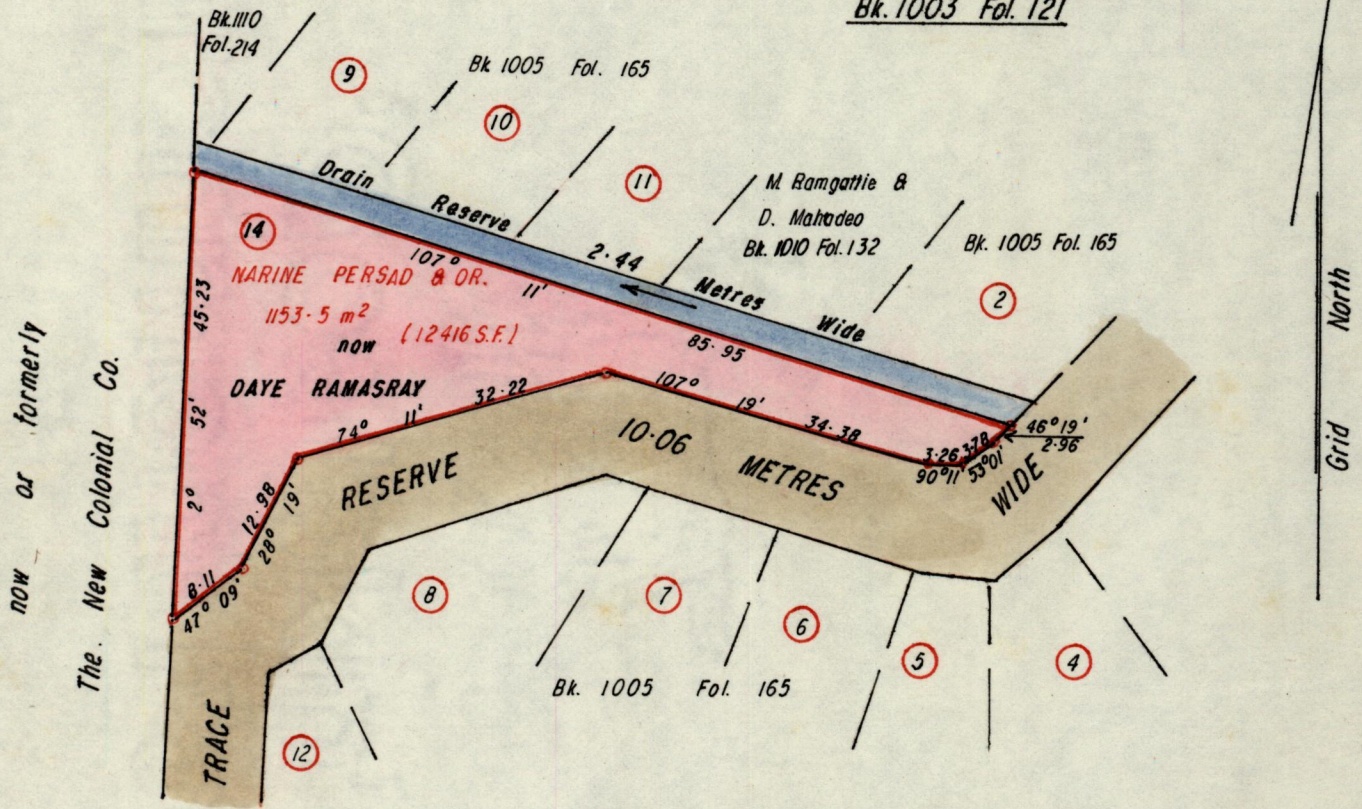 Bk. 1003 Fol. 121
Bk.1110
Fol.214
9
Bk. 1005 Fol. 165
10
11
M. Ramgattie &
D. Mahadeo
Bk. 1010 Fol. 132
Bk. 1005 Fol. 165
2
Drain Reserve 2·44 Metres Wide
14
NARINE PERSAD & OR.
1153·5 m²
(12416 S.F.)
now
DAYE RAMASRAY
107° 11' 85·95
2° 52' 45·23
47° 09' 8·11
28° 19' 12·98
74° 11' 32·22
107° 19' 34·38
3·26
90°11'
3·78
53°01'
46°19'
2·96
TRACE RESERVE 10·06 METRES WIDE
now or formerly
The New Colonial Co.
Grid North
8
7
6
5
4
12
Bk. 1005 Fol. 165